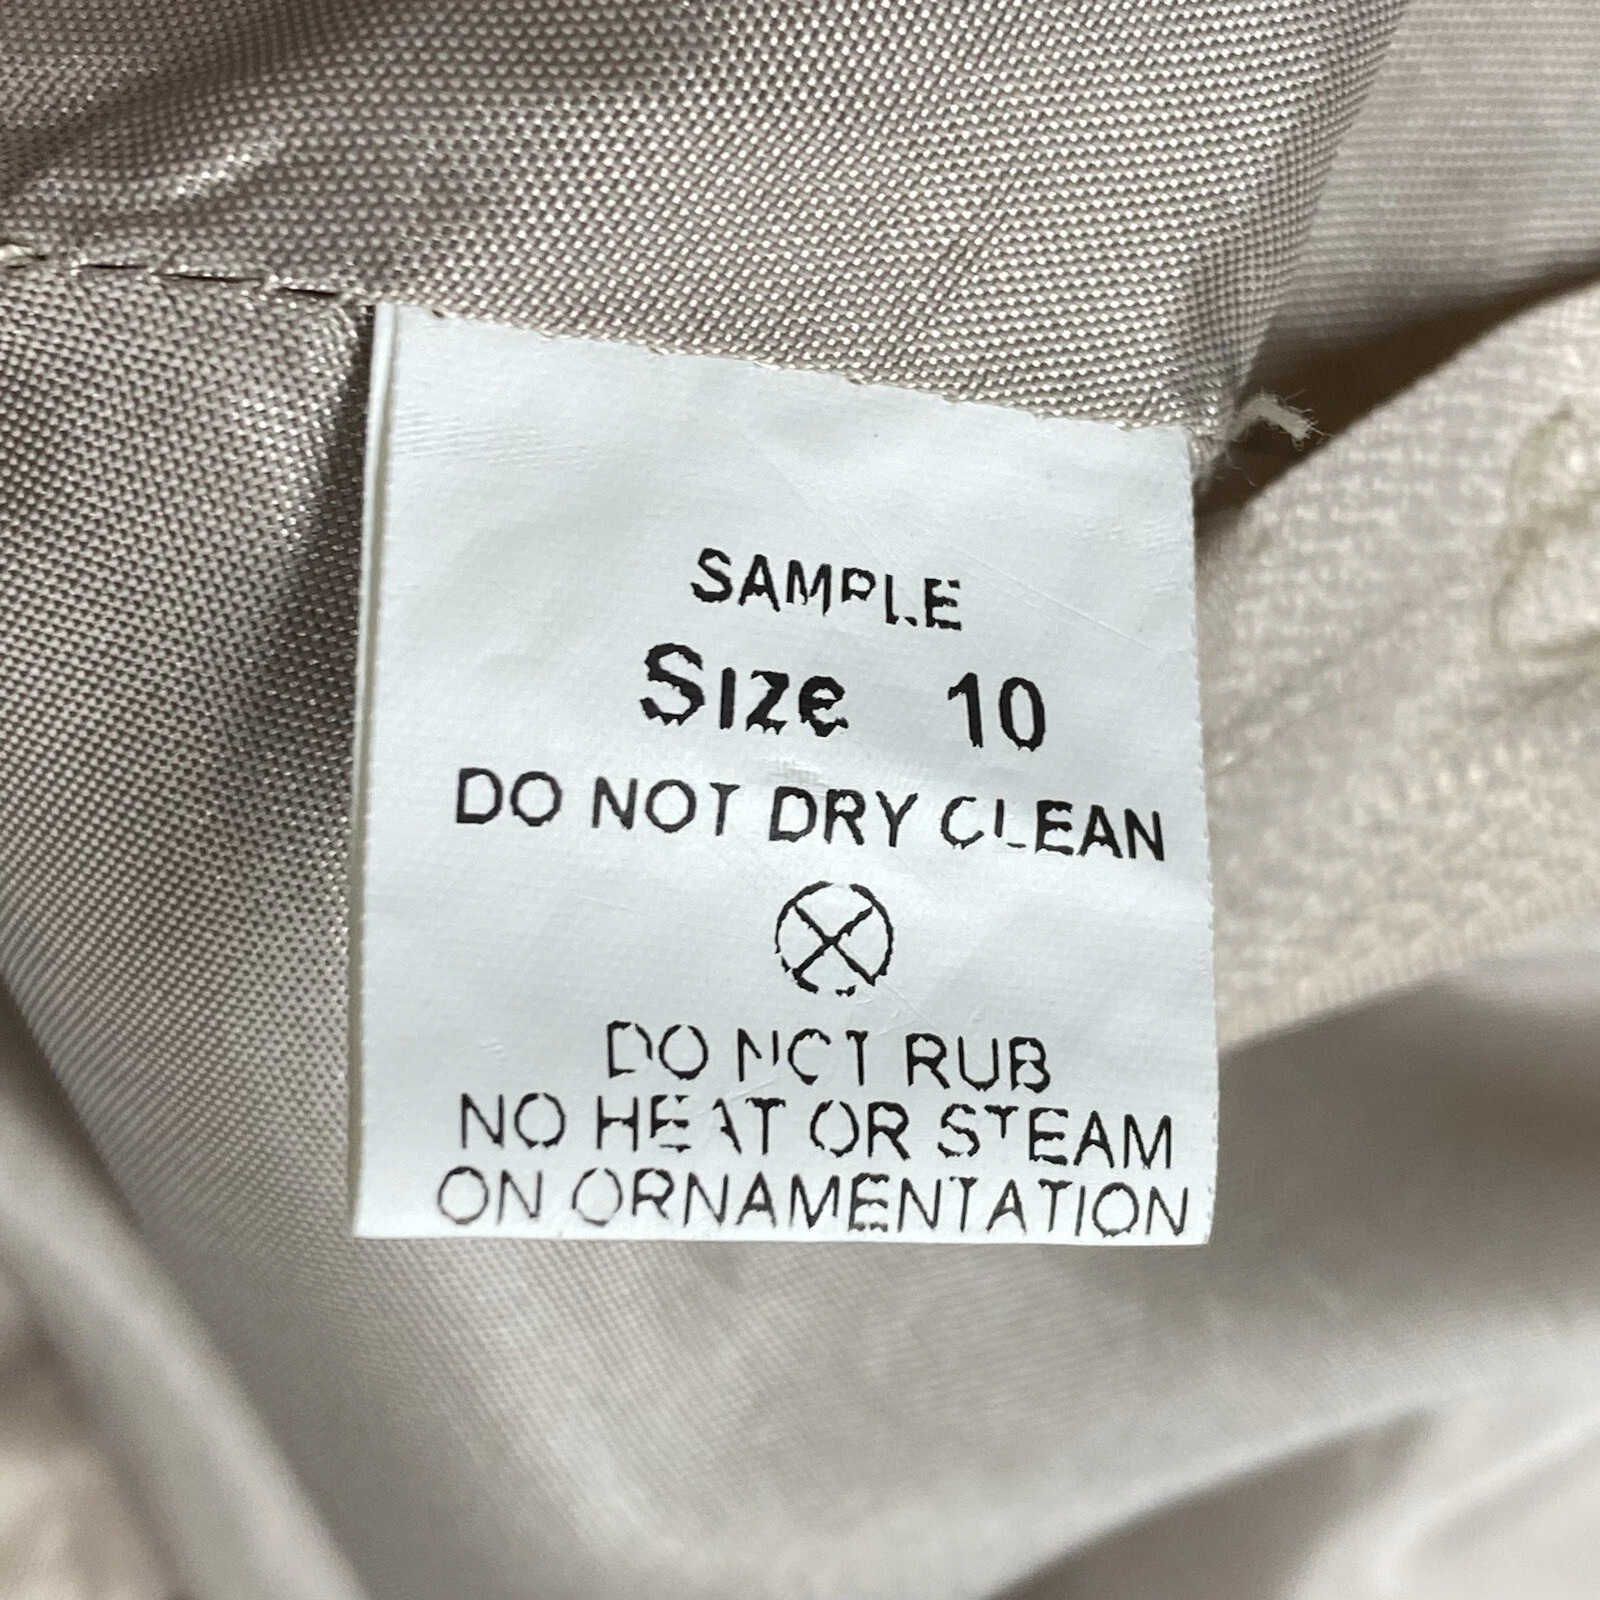 SAMPLE
Size 10
DO NOT DRY CLEAN
DO NOT RUB
NO HEAT OR STEAM
ON ORNAMENTATION